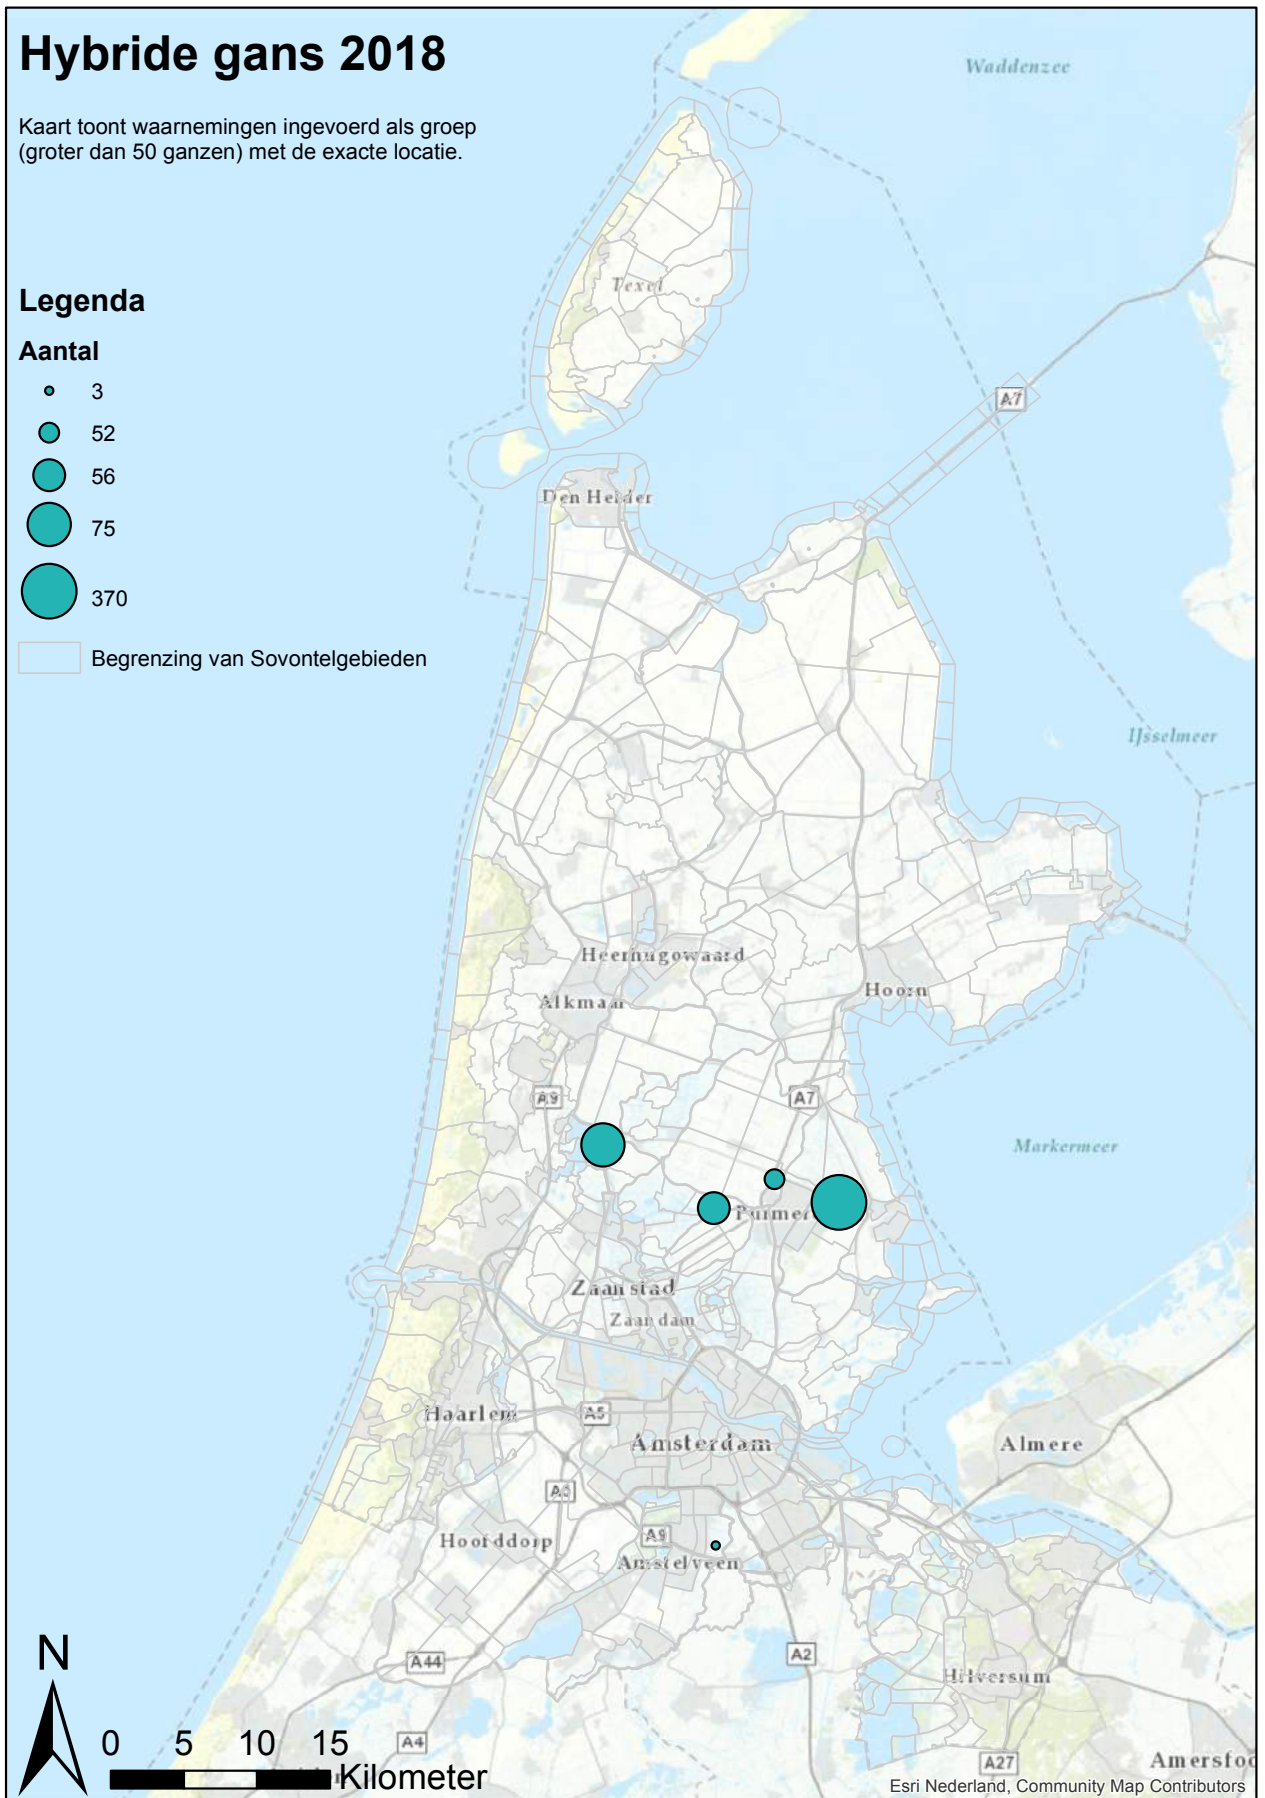 Hybride gans 2018
Kaart toont waarnemingen ingevoerd als groep
(groter dan 50 ganzen) met de exacte locatie.
Legenda
Aantal
3
52
56
75
370
Begrenzing van Sovontelgebieden
Waddenzee
Texel
A7
Den Helder
IJsselmeer
Heerhugowaard
Alkmaar
Hoorn
A9
A7
Markermeer
Zaanstad
Zaandam
Haarlem
A5
Amsterdam
Almere
Hoofddorp
A9
Amstelveen
A44
A2
Hilversum
A4
A27
N
0 5 10 15
Kilometer
Esri Nederland, Community Map Contributors